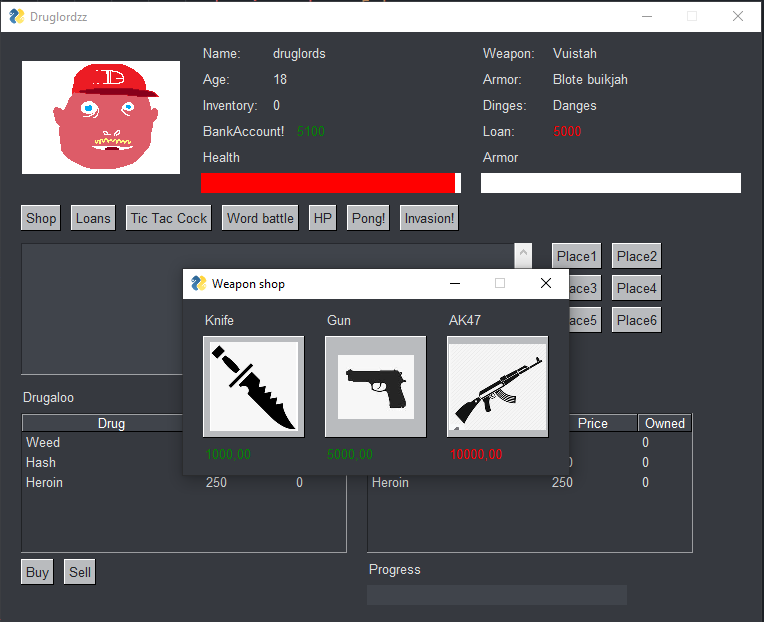 Druglordzz
Name: druglords
Weapon: Vuistah
Age: 18
Armor: Blote buikjah
Inventory: 0
Dinges: Danges
BankAccount! 5100
Loan: 5000
Health
Armor
Shop Loans Tic Tac Cock Word battle HP Pong! Invasion!
Place1 Place2
ace3 Place4
ace5 Place6
Weapon shop
Knife Gun AK47
1000,00 5000,00 10000,00
Drugaloo
Drug
Price Owned
Weed
0
Hash
0 0
Heroin 250 0
Heroin 250 0
Buy Sell
Progress